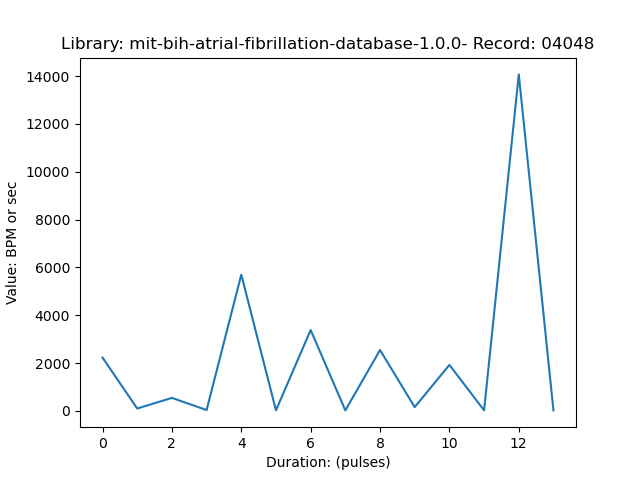 Library: mit-bih-atrial-fibrillation-database-1.0.0- Record: 04048
14000
12000
10000
8000
6000
4000
2000
0
Value: BPM or sec
0 2 4 6 8 10 12
Duration: (pulses)